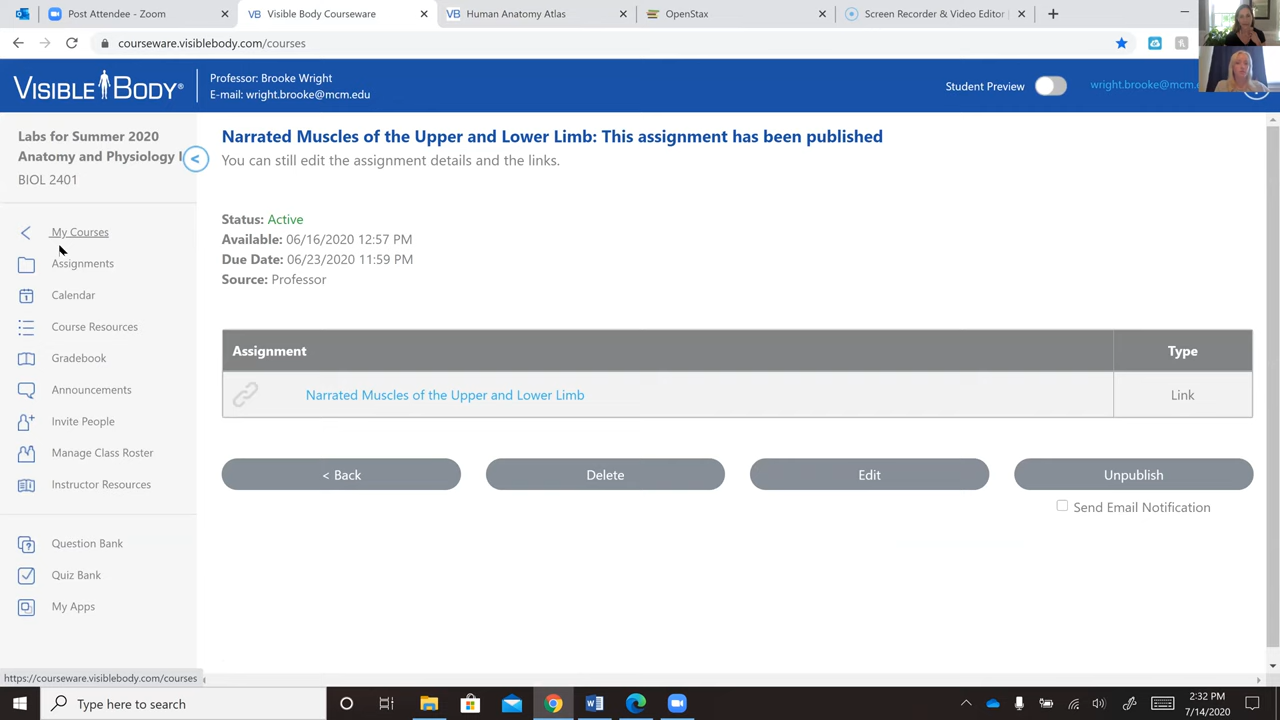 Post Attendee - Zoom
Visible Body Courseware
Human Anatomy Atlas
OpenStax
Screen Recorder & Video Editor
courseware.visiblebody.com/courses
VISIBLE BODY®
Professor: Brooke Wright
E-mail: wright.brooke@mcm.edu
Student Preview
wright.brooke@mcm.
Labs for Summer 2020
Anatomy and Physiology I
BIOL 2401
My Courses
Assignments
Calendar
Course Resources
Gradebook
Announcements
Invite People
Manage Class Roster
Instructor Resources
Question Bank
Quiz Bank
My Apps
Narrated Muscles of the Upper and Lower Limb: This assignment has been published
You can still edit the assignment details and the links.
Status: Active
Available: 06/16/2020 12:57 PM
Due Date: 06/23/2020 11:59 PM
Source: Professor
Assignment Type
Narrated Muscles of the Upper and Lower Limb Link
< Back Delete Edit Unpublish
Send Email Notification
https://courseware.visiblebody.com/courses
Type here to search
2:32 PM
7/14/2020